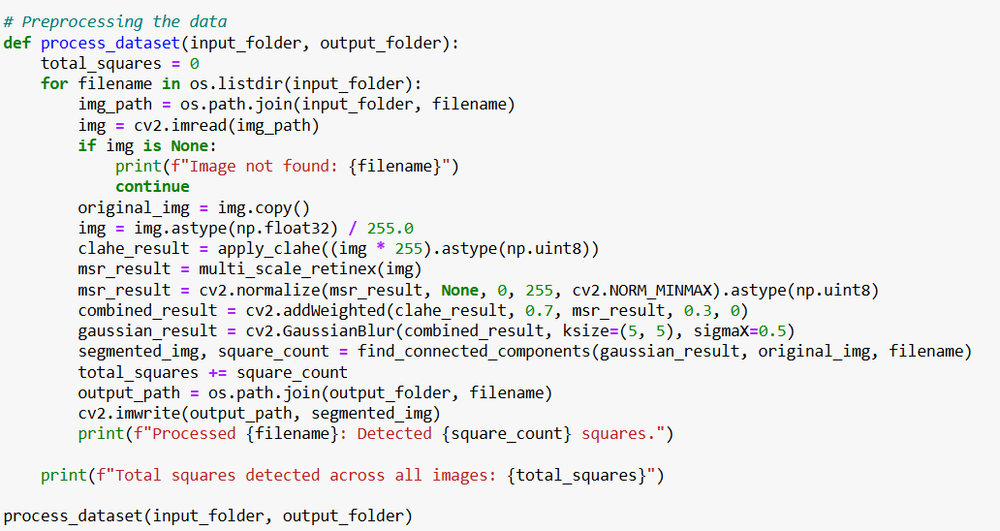 # Preprocessing the data
def process_dataset(input_folder, output_folder):
    total_squares = 0
    for filename in os.listdir(input_folder):
        img_path = os.path.join(input_folder, filename)
        img = cv2.imread(img_path)
        if img is None:
            print(f"Image not found: {filename}")
            continue
        original_img = img.copy()
        img = img.astype(np.float32) / 255.0
        clahe_result = apply_clahe((img * 255).astype(np.uint8))
        msr_result = multi_scale_retinex(img)
        msr_result = cv2.normalize(msr_result, None, 0, 255, cv2.NORM_MINMAX).astype(np.uint8)
        combined_result = cv2.addWeighted(clahe_result, 0.7, msr_result, 0.3, 0)
        gaussian_result = cv2.GaussianBlur(combined_result, ksize=(5, 5), sigmaX=0.5)
        segmented_img, square_count = find_connected_components(gaussian_result, original_img, filename)
        total_squares += square_count
        output_path = os.path.join(output_folder, filename)
        cv2.imwrite(output_path, segmented_img)
        print(f"Processed {filename}: Detected {square_count} squares.")

    print(f"Total squares detected across all images: {total_squares}")

process_dataset(input_folder, output_folder)